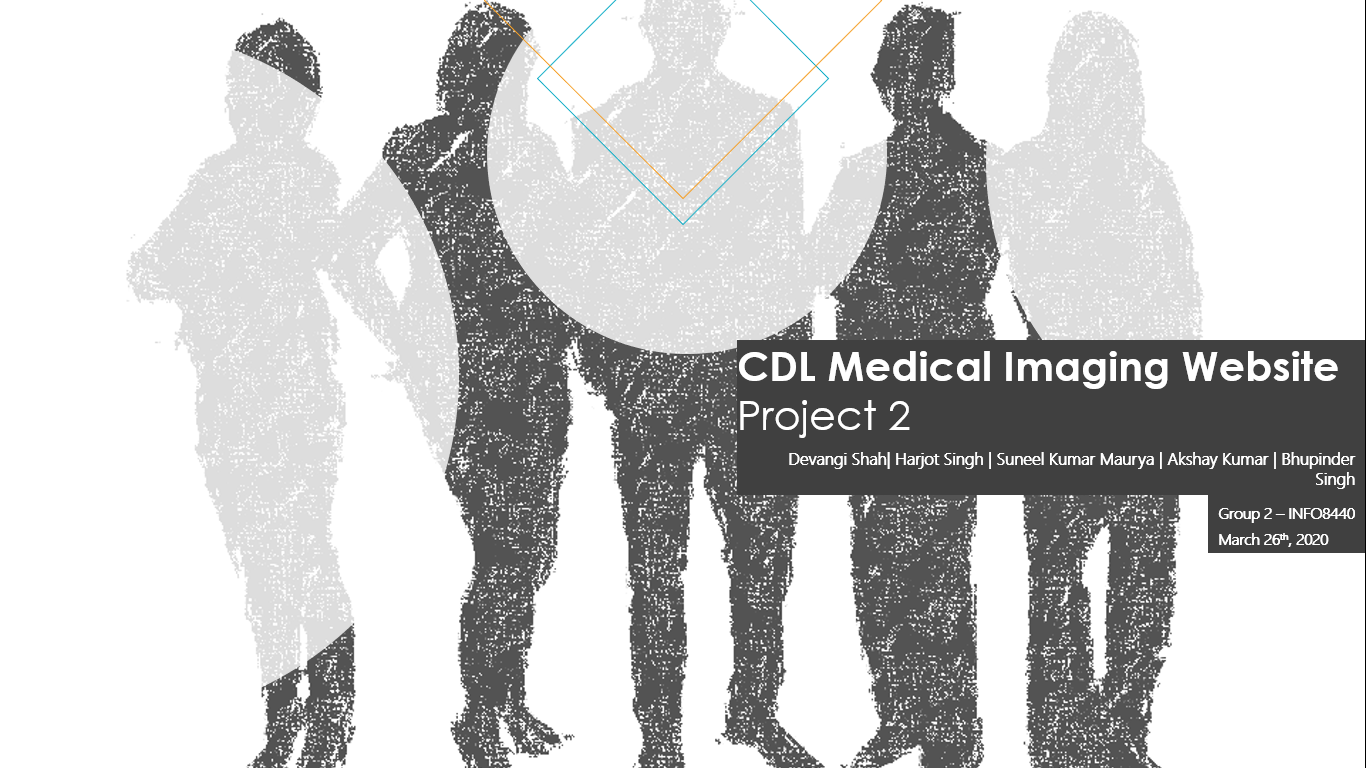 CDL Medical Imaging Website
Project 2
Devangi Shah| Harjot Singh | Suneel Kumar Maurya | Akshay Kumar | Bhupinder
Singh
Group 2 – INFO8440
March 26th, 2020